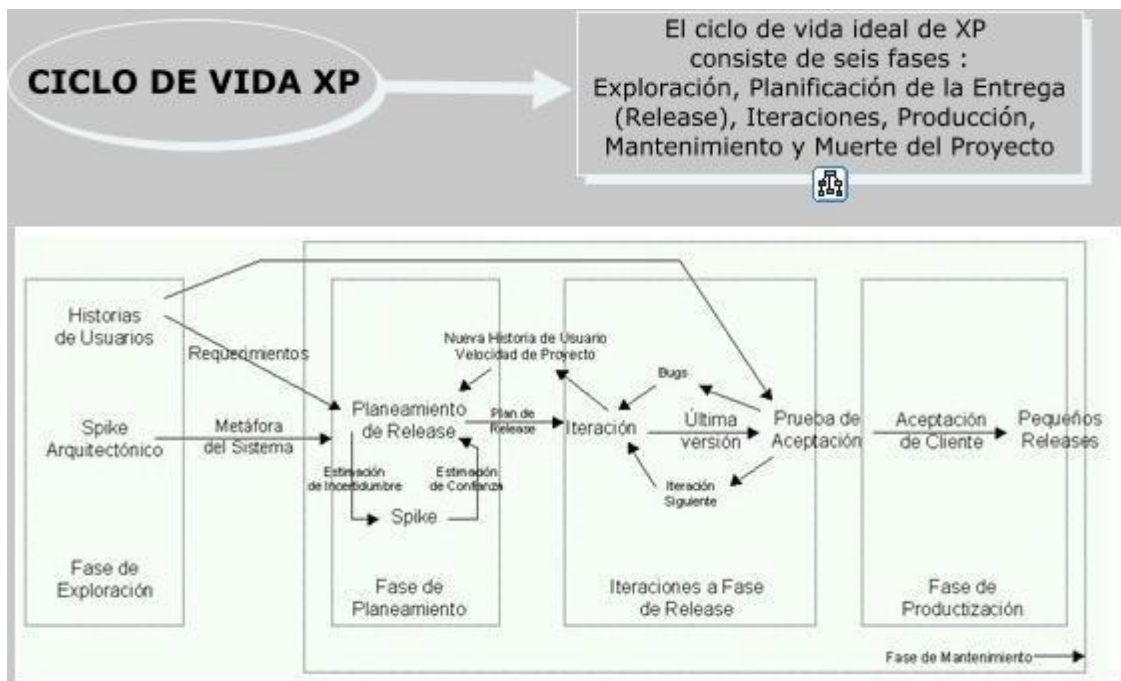 CICLO DE VIDA XP
El ciclo de vida ideal de XP
consiste de seis fases :
Exploración, Planificación de la Entrega
(Release), Iteraciones, Producción,
Mantenimiento y Muerte del Proyecto
Historias
de Usuarios
Requerimientos
Spike
Arquitectónico
Metáfora
del Sistema
Fase de
Exploración
Nueva Historia de Usuario
Velocidad de Proyecto
Planeamiento
de Release
Plan de
Release
Estimación
de Incertidumbre
Estimación
de Confianza
Spike
Fase de
Planeamiento
Iteración
Bugs
Última
versión
Iteración
Siguiente
Prueba de
Aceptación
Iteraciones a Fase
de Release
Aceptación
de Cliente
Pequeños
Releases
Fase de
Productización
Fase de Mantenimiento